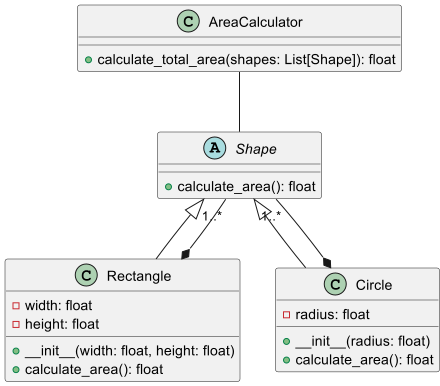 C AreaCalculator
calculate_total_area(shapes: List[Shape]): float
A Shape
calculate_area(): float
1..*
1..*
C Rectangle
width: float
height: float
__init__(width: float, height: float)
calculate_area(): float
C Circle
radius: float
__init__(radius: float)
calculate_area(): float